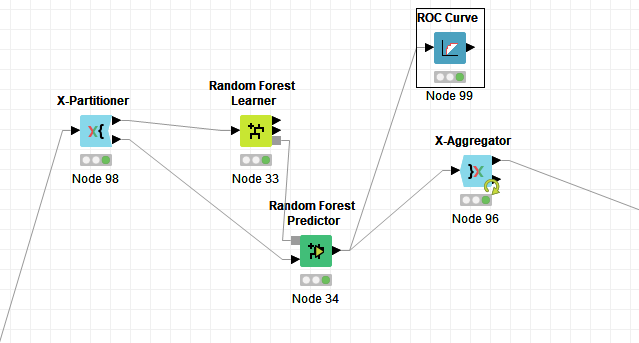 ROC Curve
Node 99
X-Partitioner
Node 98
Random Forest
Learner
Node 33
X-Aggregator
Node 96
Random Forest
Predictor
Node 34